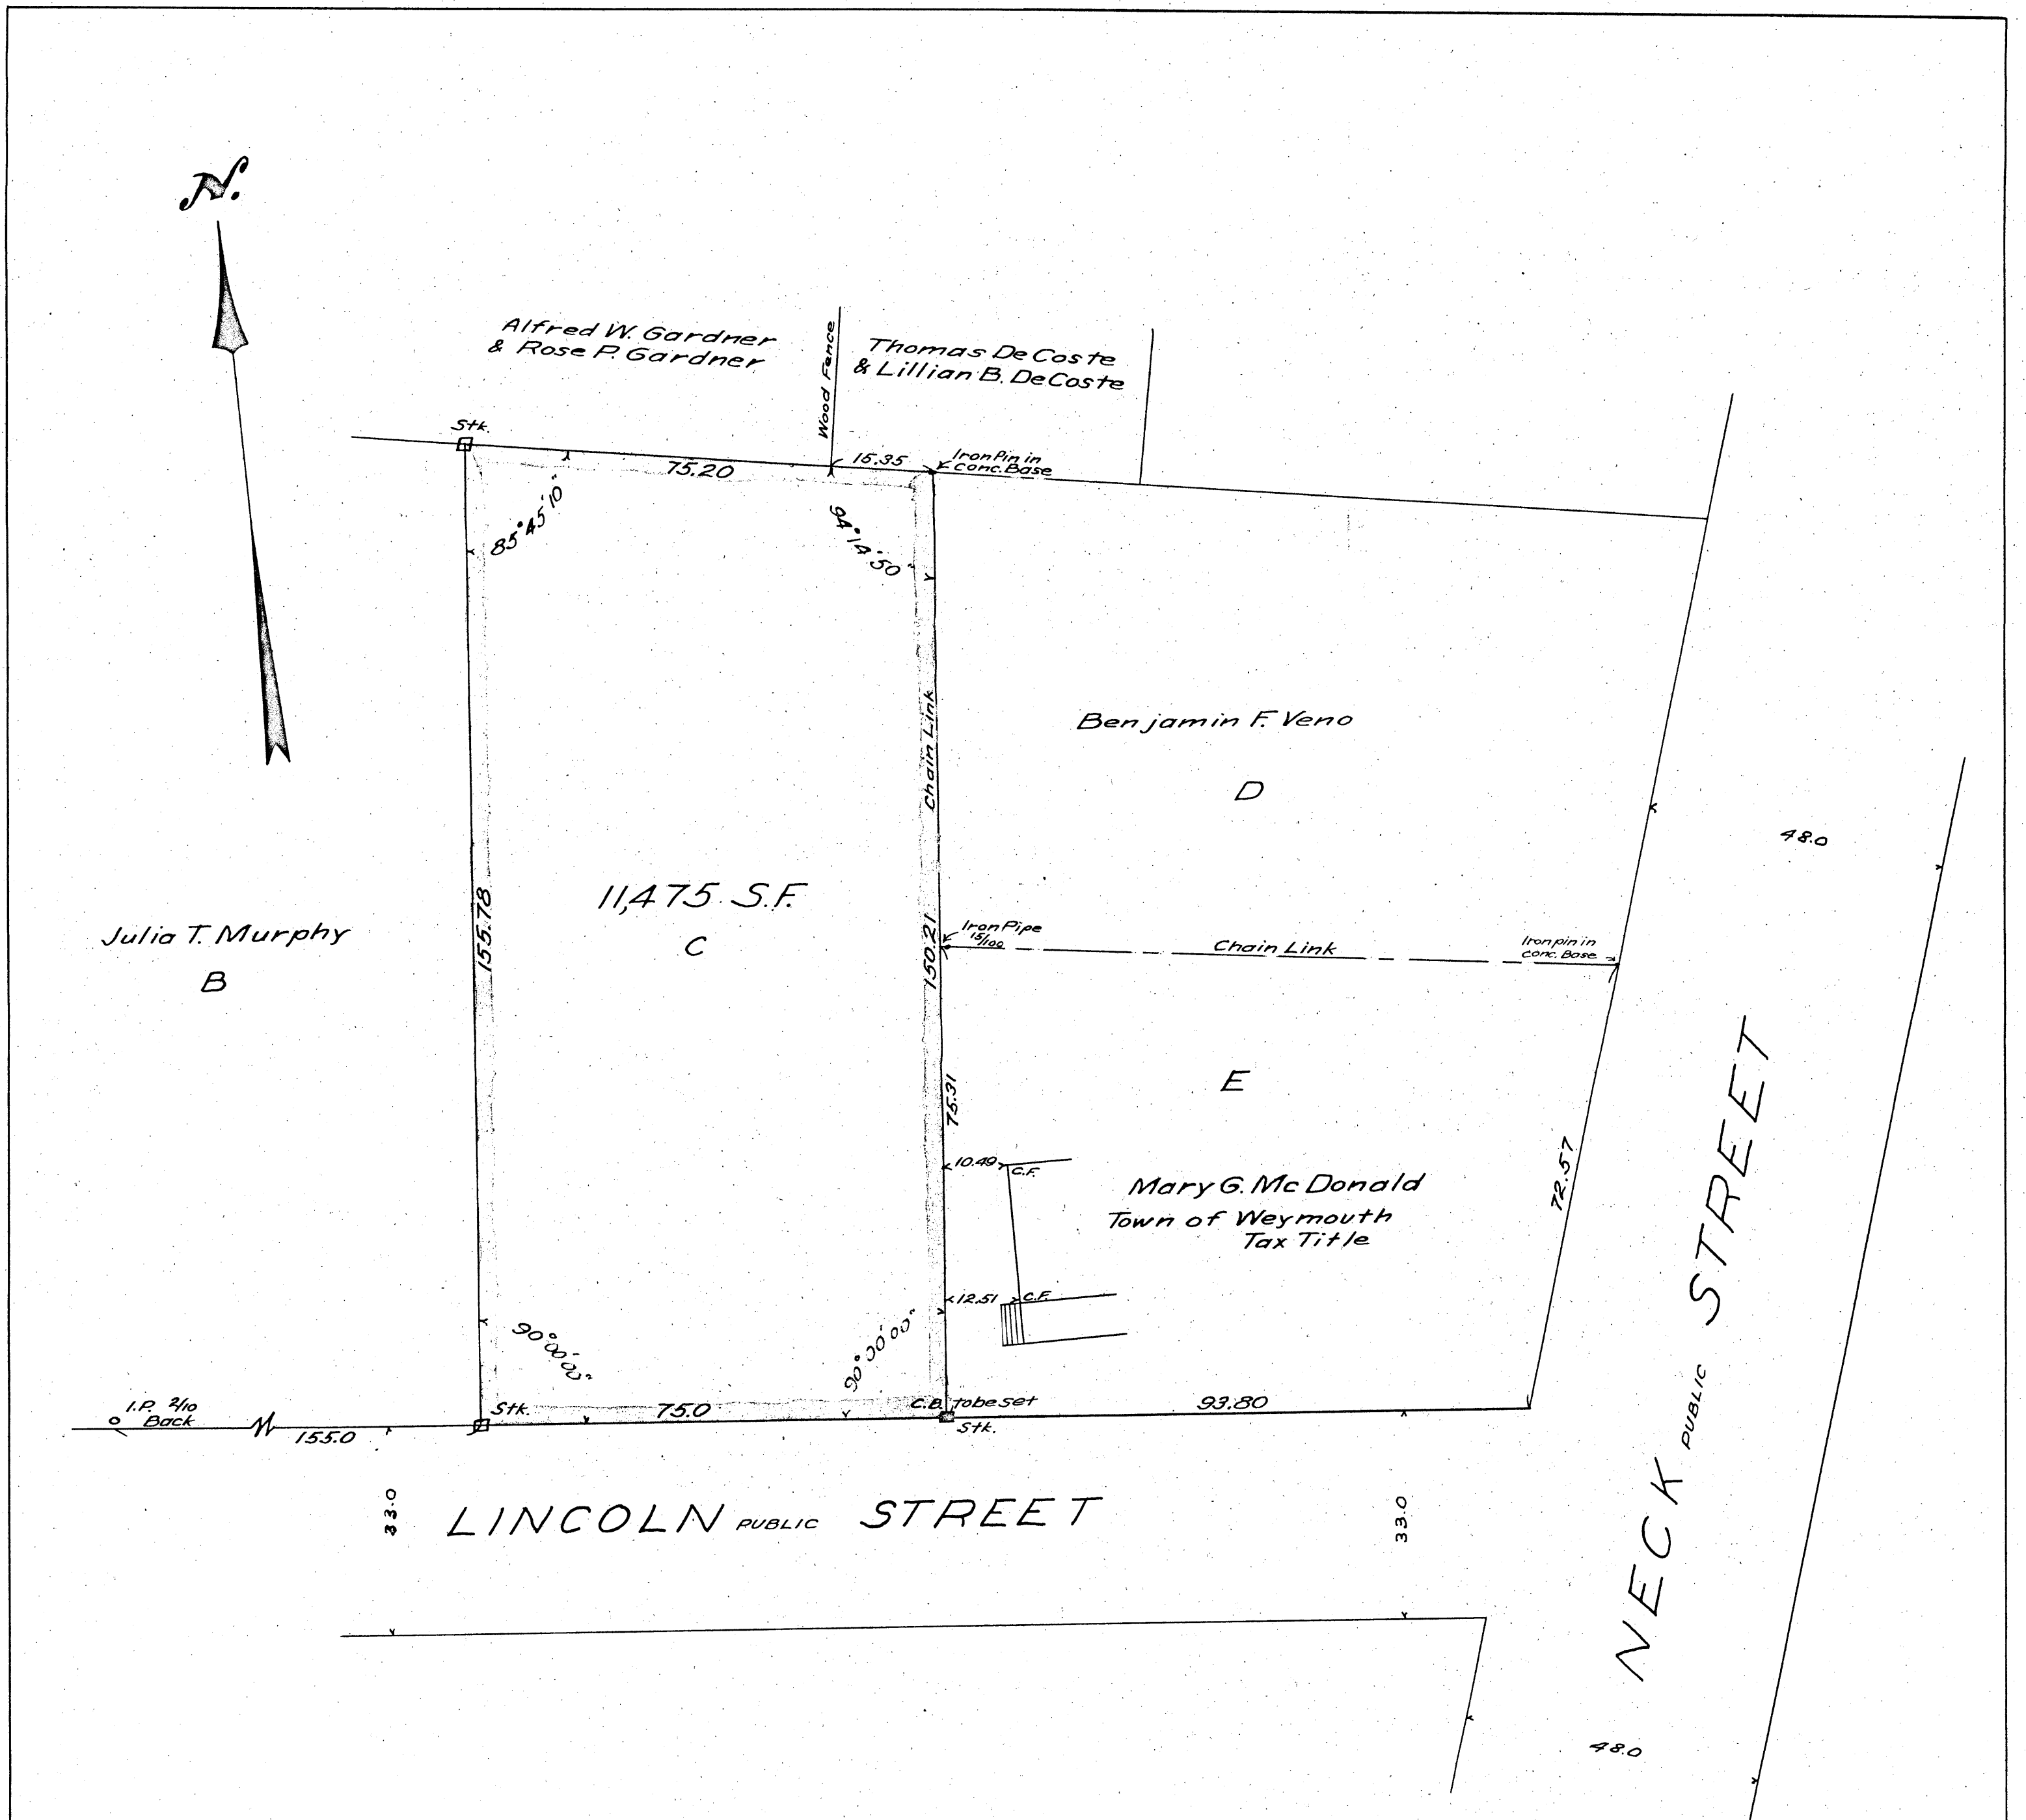 N.
Alfred W. Gardner
& Rose P. Gardner
Wood Fence
Thomas De Coste
& Lillian B. DeCoste
Stk.
75.20
15.35
Iron Pin in
Conc. Base
85°45'10"
94°14'50"
Chain Link
Benjamin F. Veno
D
48.0
11,475 S.F.
C
155.78
150.21
Julia T. Murphy
B
Iron Pipe
15/100
Chain Link
Iron pin in
Conc. Base
E
75.31
10.49
C.F.
Mary G. Mc Donald
Town of Weymouth
Tax Title
72.57
12.51
C.F.
90°00'00"
90°00'00"
I.P. 2/10
Back
155.0
Stk.
75.0
C.B. to be set
Stk.
93.80
33.0
LINCOLN PUBLIC STREET
33.0
NECK PUBLIC STREET
48.0